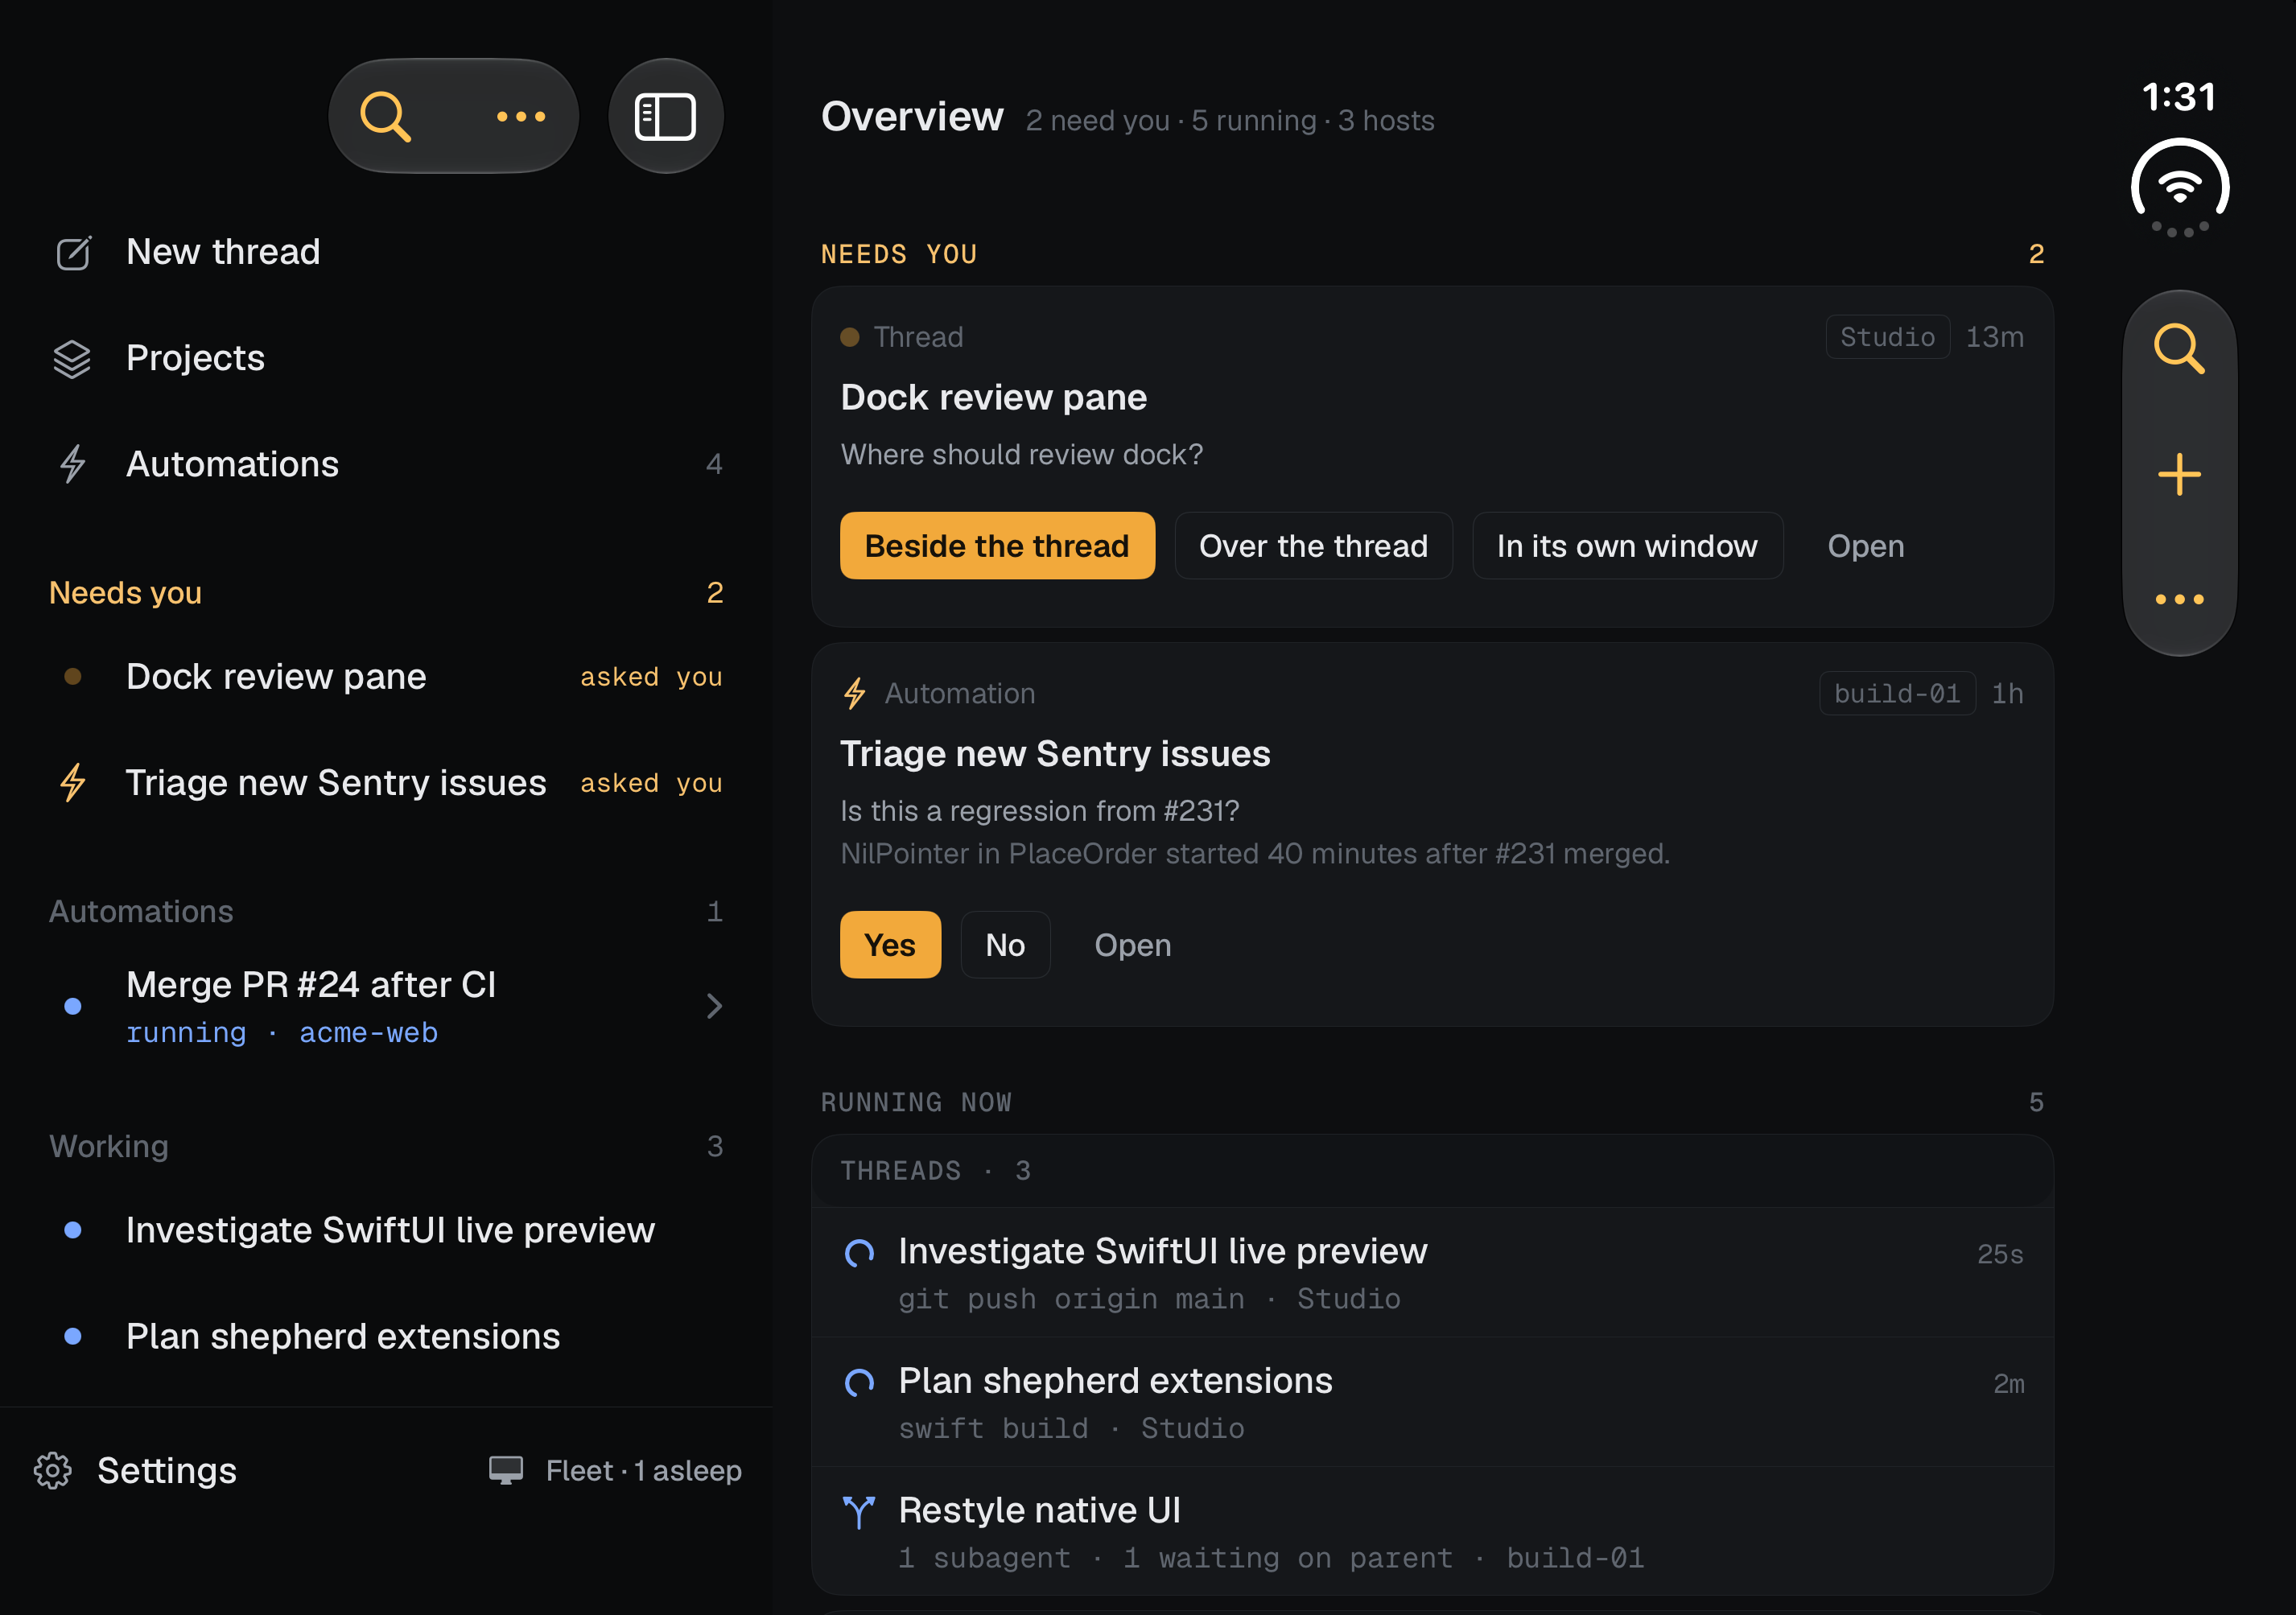 New thread
Projects
Automations 4
Needs you 2
Dock review pane asked you
Triage new Sentry issues asked you
Automations 1
Merge PR #24 after CI
running · acme-web
Working 3
Investigate SwiftUI live preview
Plan shepherd extensions
Settings Fleet · 1 asleep
Overview 2 need you · 5 running · 3 hosts
NEEDS YOU 2
Thread Studio 13m
Dock review pane
Where should review dock?
Beside the thread Over the thread In its own window Open
Automation build-01 1h
Triage new Sentry issues
Is this a regression from #231?
NilPointer in PlaceOrder started 40 minutes after #231 merged.
Yes No Open
RUNNING NOW 5
THREADS · 3
Investigate SwiftUI live preview 25s
git push origin main · Studio
Plan shepherd extensions 2m
swift build · Studio
Restyle native UI
1 subagent · 1 waiting on parent · build-01
1:31